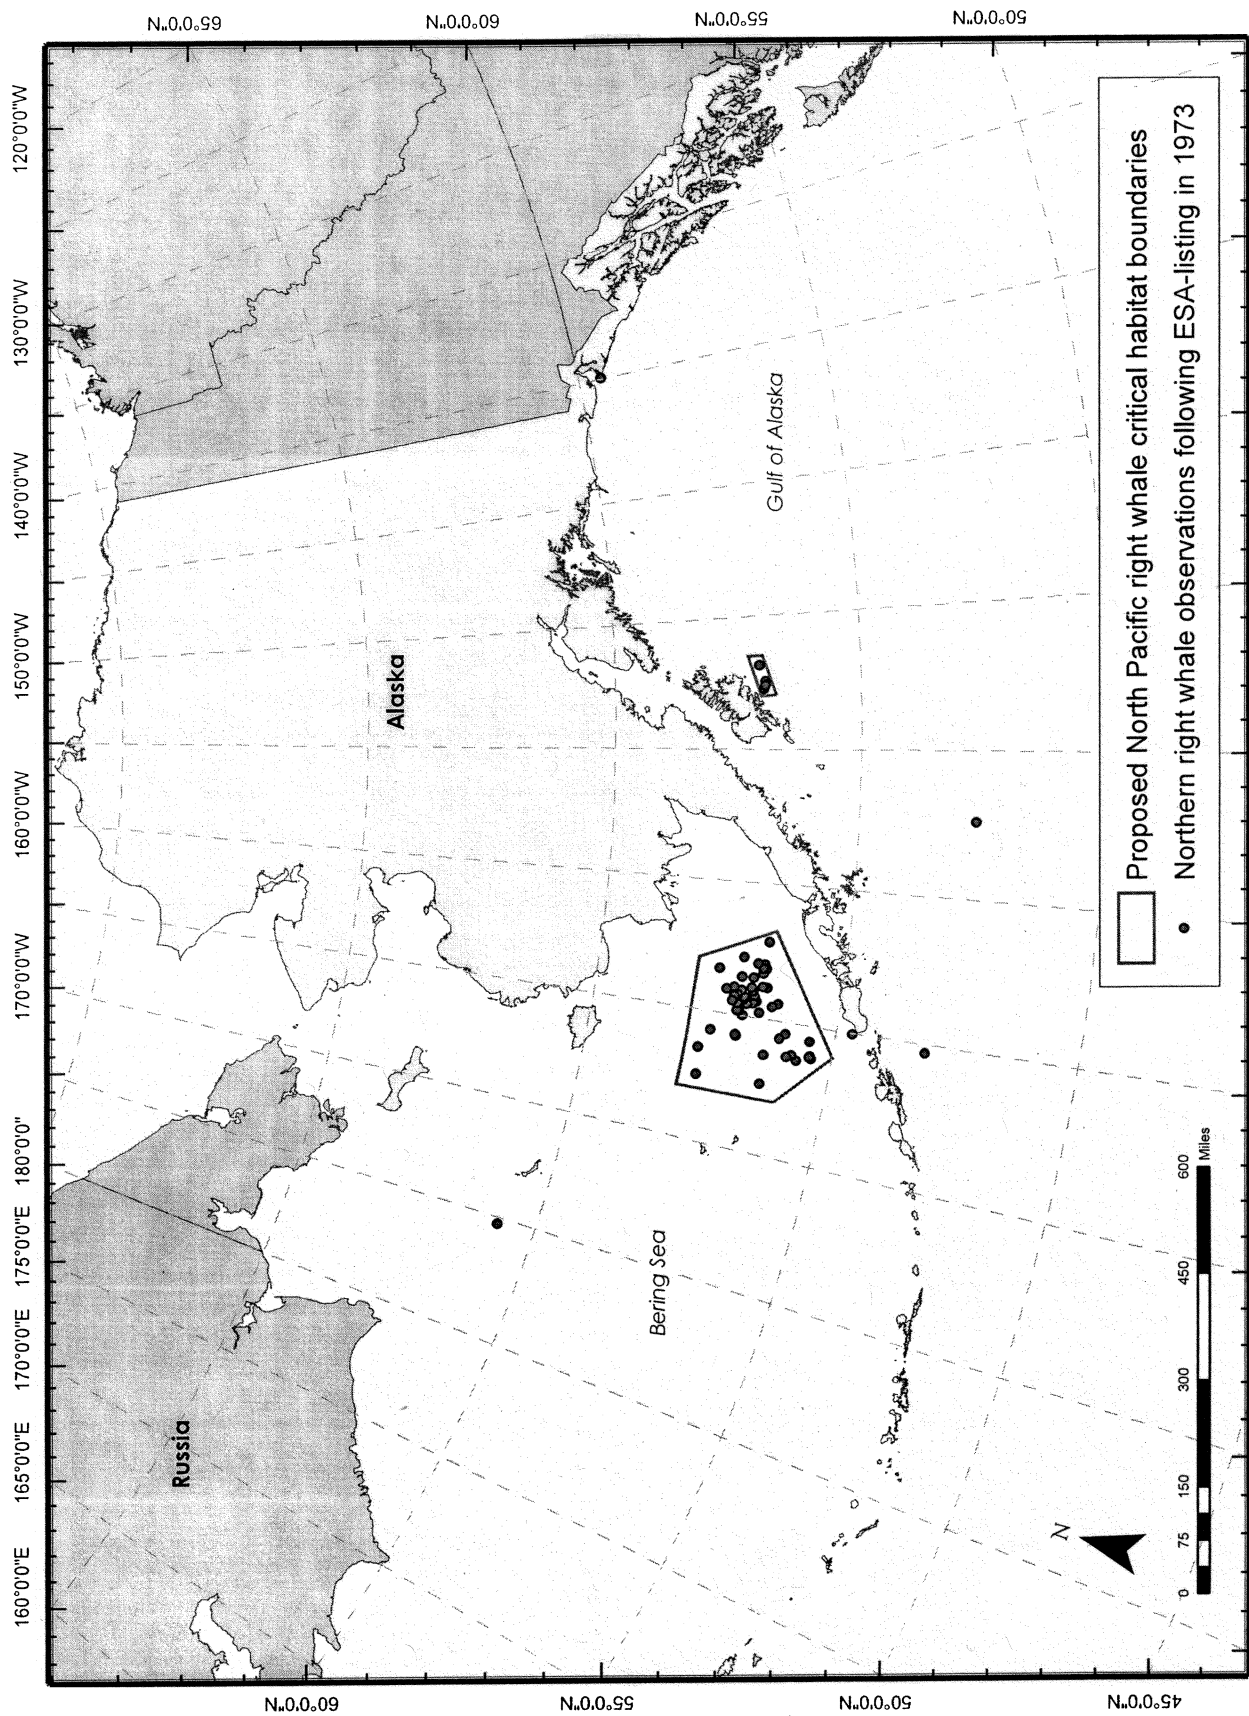 160°0'0"E 165°0'0"E 170°0'0"E 175°0'0"E 180°0'0" 170°0'0"W 160°0'0"W 150°0'0"W 140°0'0"W 130°0'0"W 120°0'0"W
65°0'0"N
Russia
60°0'0"N
Alaska
60°0'0"N
55°0'0"N
Bering Sea
55°0'0"N
Gulf of Alaska
50°0'0"N
50°0'0"N
N
45°0'0"N
0 75 150 300 450 600
Miles
Proposed North Pacific right whale critical habitat boundaries
Northern right whale observations following ESA-listing in 1973